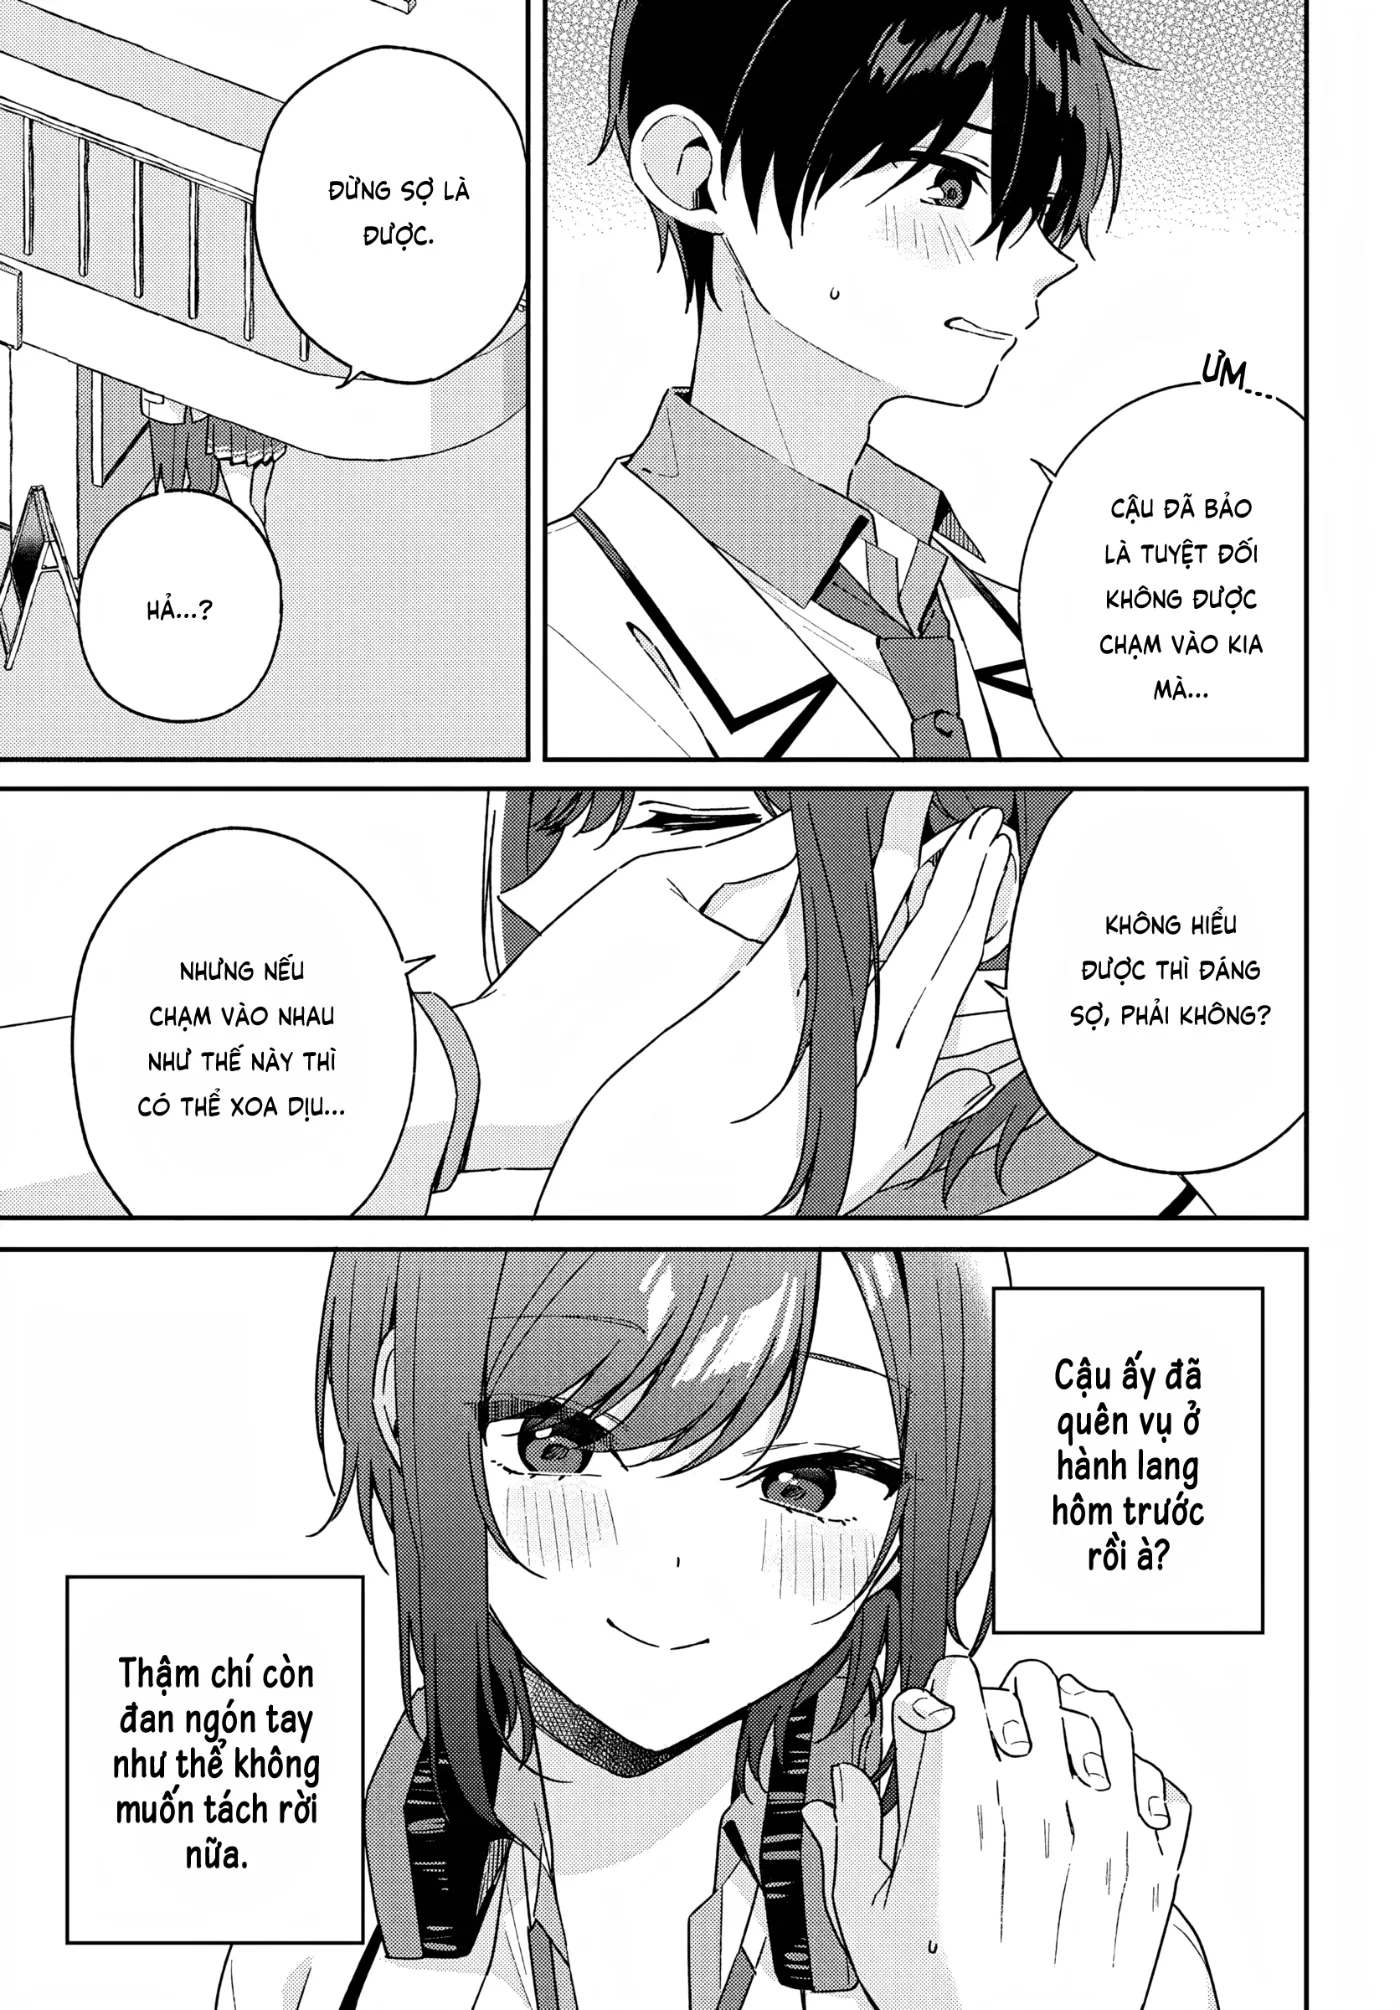 ƯM....
CẬU ĐÃ BẢO
LÀ TUYỆT ĐỐI
KHÔNG ĐƯỢC
CHẠM VÀO KIA
MÀ...
ĐỪNG SỢ LÀ
ĐƯỢC.
HẢ...?
KHÔNG HIỂU
ĐƯỢC THÌ ĐÁNG
SỢ, PHẢI KHÔNG?
NHƯNG NẾU
CHẠM VÀO NHAU
NHƯ THẾ NÀY THÌ
CÓ THỂ XOA DỊU...
Cậu ấy đã
quên vụ ở
hành lang
hôm trước
rồi à?
Thậm chí còn
đan ngón tay
như thể không
muốn tách rời
nữa.